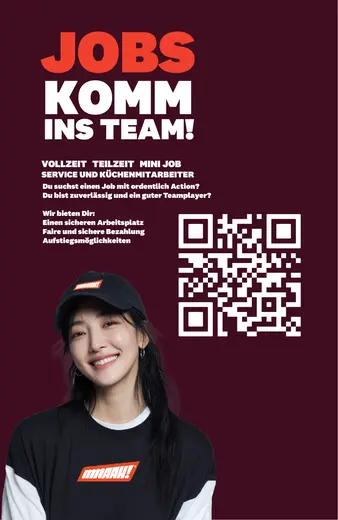 JOBS
KOMM
INS TEAM!
VOLLZEIT TEILZEIT MINI JOB
SERVICE UND KÜCHENMITARBEITER
Du suchst einen Job mit ordentlich Action?
Du bist zuverlässig und ein guter Teamplayer?
Wir bieten Dir:
Einen sicheren Arbeitsplatz
Faire und sichere Bezahlung
Aufstiegsmöglichkeiten